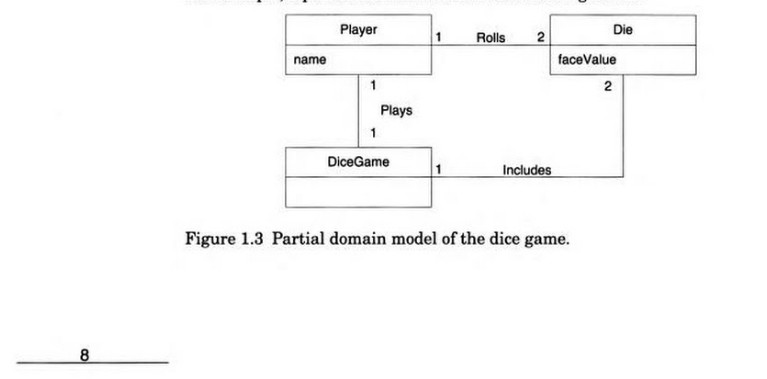 Player
Die
1 Rolls 2
name
faceValue
1
2
Plays
1
DiceGame
1 Includes
Figure 1.3 Partial domain model of the dice game.
8